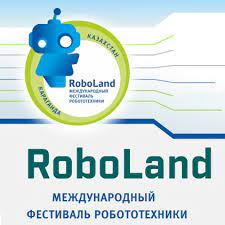 КАЗАХСТАН
RoboLand
МЕЖДУНАРОДНЫЙ
ФЕСТИВАЛЬ
РОБОТОТЕХНИКИ
КАРАГАНДА
RoboLand
МЕЖДУНАРОДНЫЙ
ФЕСТИВАЛЬ РОБОТОТЕХНИКИ